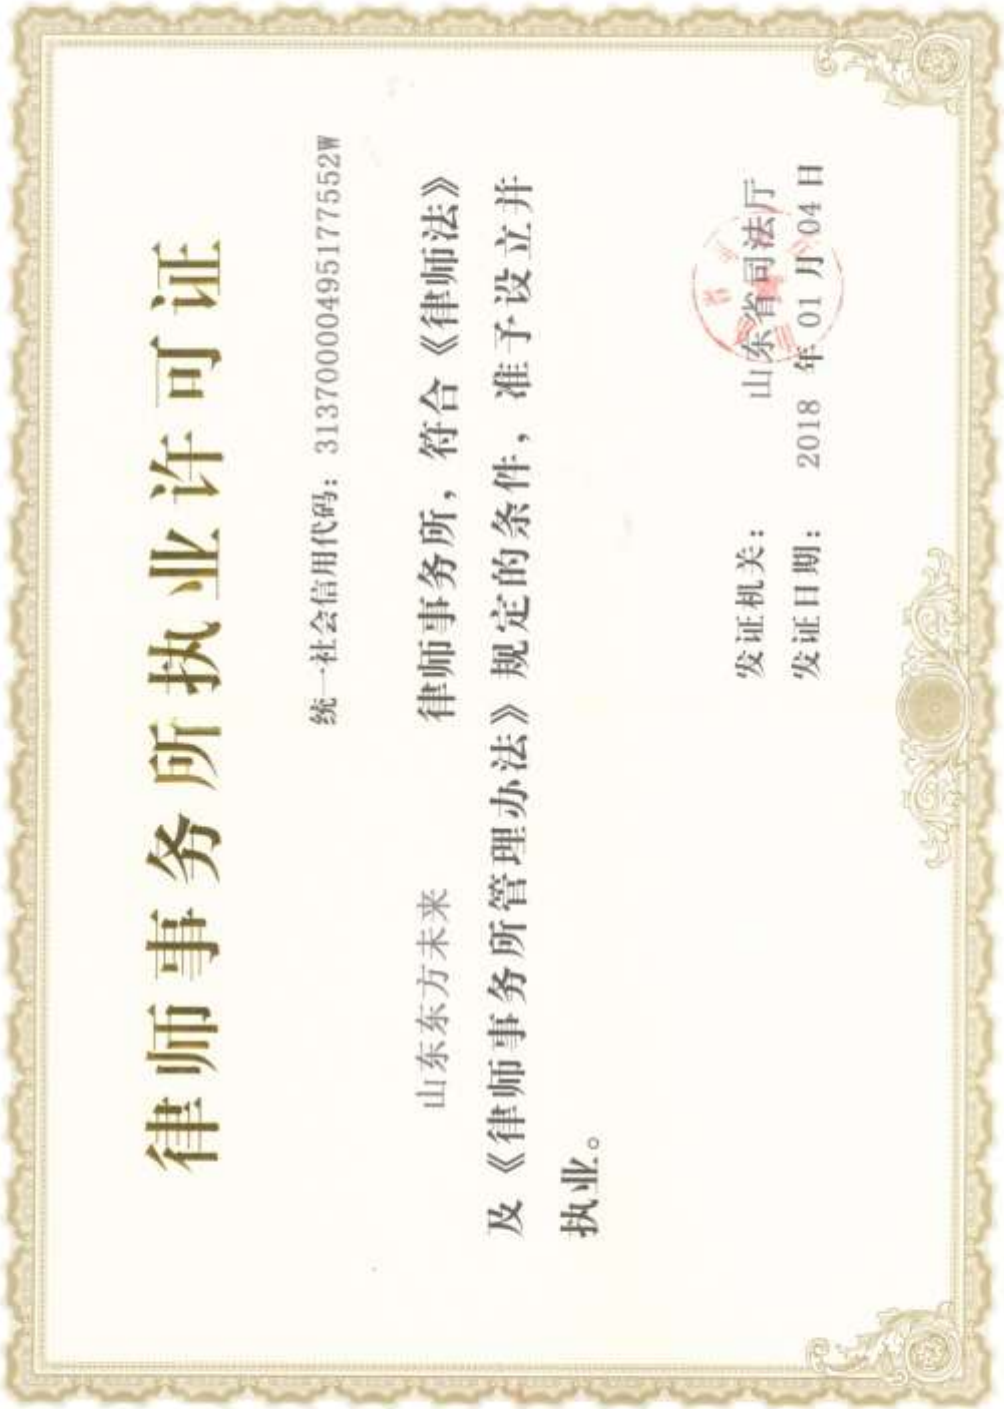 律师事务所执业许可证
统一社会信用代码：31370000495177552W
山东东方未来 律师事务所，符合《律师法》
及《律师事务所管理办法》规定的条件，准予设立并
执业。
发证机关： 山东省司法厅
发证日期： 2018 年 01 月 04 日